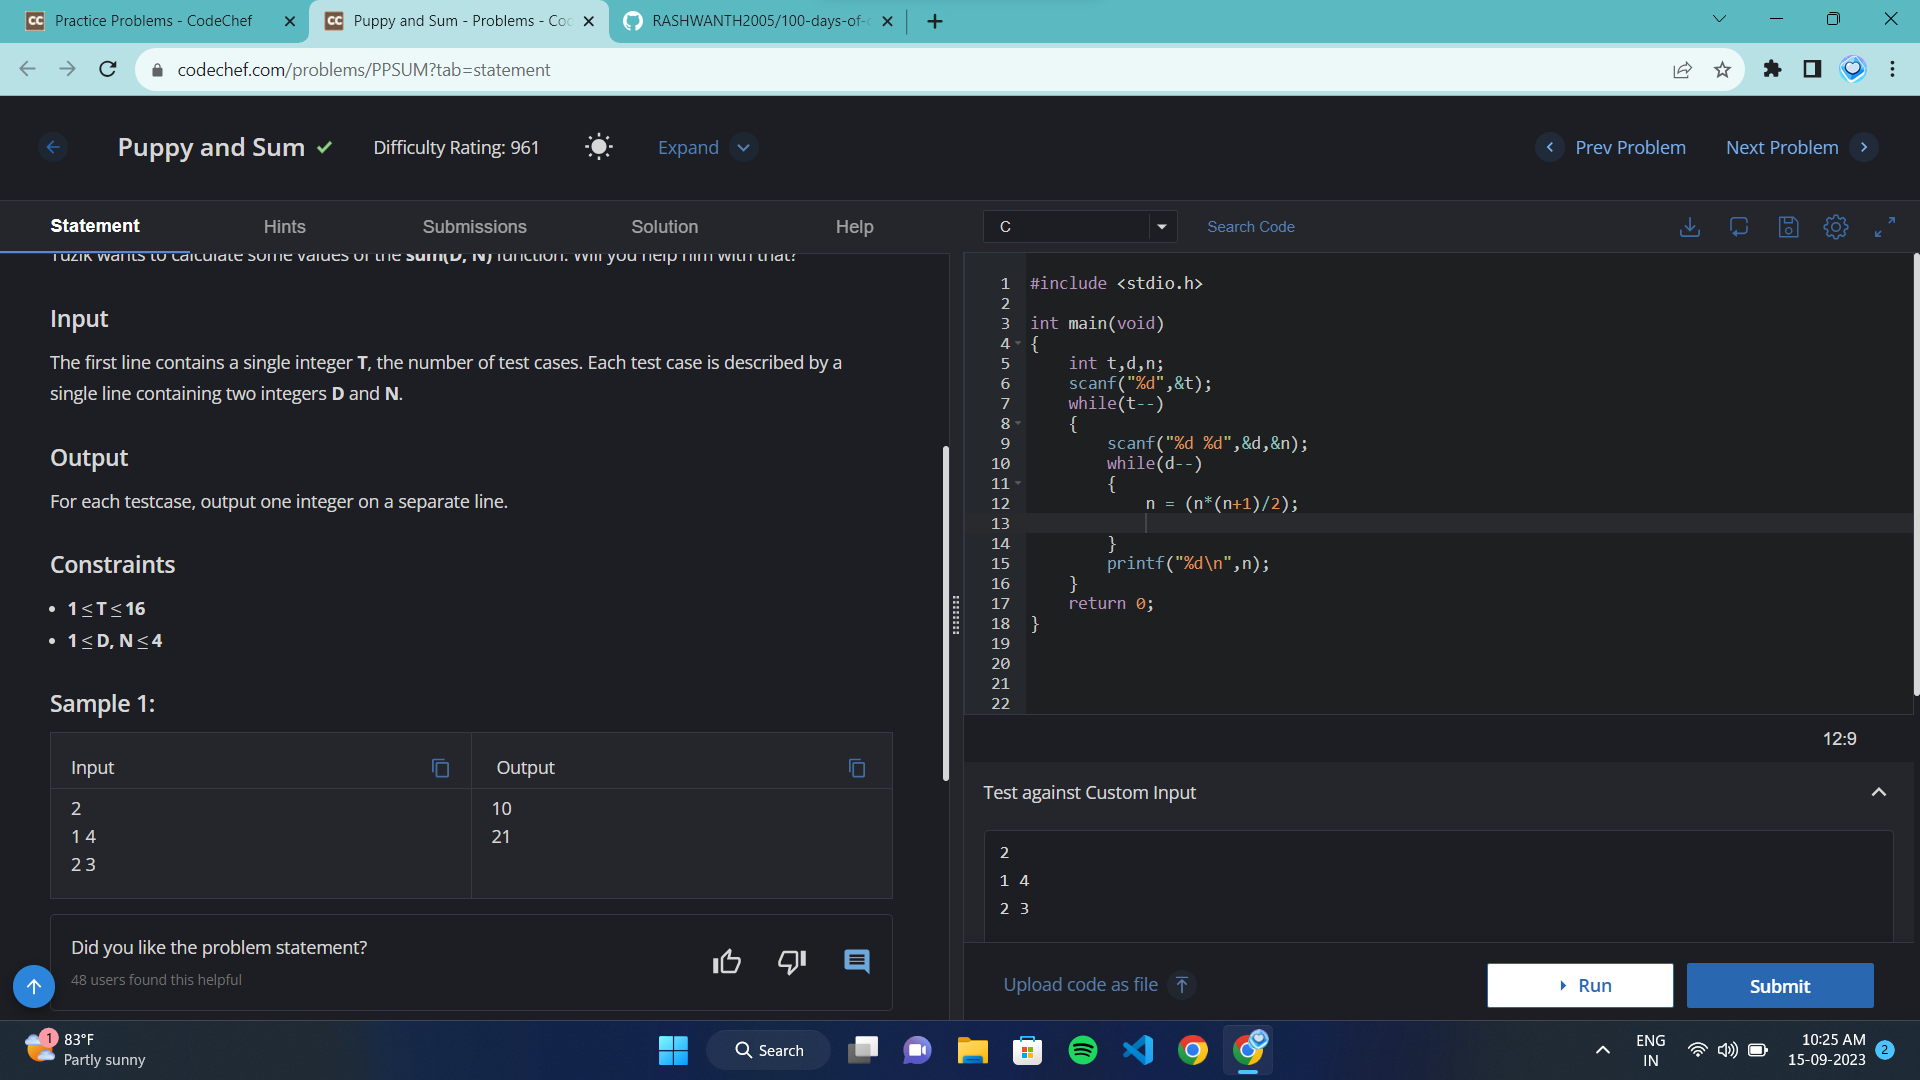 Practice Problems - CodeChef
Puppy and Sum - Problems - Coc
RASHWANTH2005/100-days-of-c
codechef.com/problems/PPSUM?tab=statement
Puppy and Sum
Difficulty Rating: 961
Expand
Prev Problem
Next Problem
Statement
Hints
Submissions
Solution
Help
C
Search Code
Tuzik wants to calculate some values of the sum(D, N) function. Will you help him with that?
Input
The first line contains a single integer T, the number of test cases. Each test case is described by a
single line containing two integers D and N.
Output
For each testcase, output one integer on a separate line.
Constraints
• 1 ≤ T ≤ 16
• 1 ≤ D, N ≤ 4
Sample 1:
Input
Output
2
1 4
2 3
10
21
Did you like the problem statement?
48 users found this helpful
1 #include <stdio.h>
2
3 int main(void)
4 {
5 int t,d,n;
6 scanf("%d",&t);
7 while(t--)
8 {
9 scanf("%d %d",&d,&n);
10 while(d--)
11 {
12 n = (n*(n+1)/2);
13
14 }
15 printf("%d\n",n);
16 }
17 return 0;
18 }
19
20
21
22
12:9
Test against Custom Input
2
1 4
2 3
Upload code as file
Run
Submit
1
83°F
Partly sunny
Search
ENG
IN
10:25 AM
15-09-2023
2